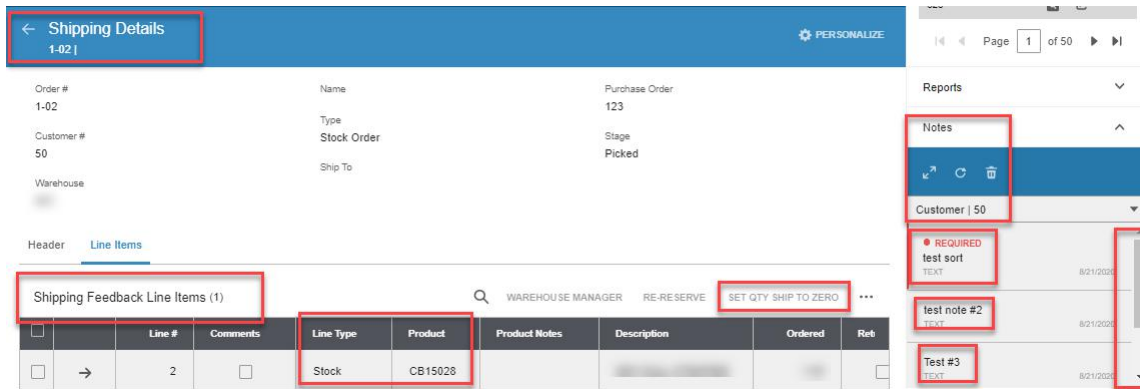 Shipping Details
1-02 |
PERSONALIZE
Order #
1-02
Customer #
50
Warehouse
Name
Type
Stock Order
Ship To
Purchase Order
123
Stage
Picked
Header Line Items
Shipping Feedback Line Items (1)
WAREHOUSE MANAGER RE-RESERVE SET QTY SHIP TO ZERO ...
Line # Comments Line Type Product Product Notes Description Ordered Ret
2 Stock CB15028
Page 1 of 50
Reports
Notes
Customer | 50
REQUIRED
test sort
TEXT 8/21/2020
test note #2
TEXT 8/21/2020
Test #3
TEXT 8/21/2020